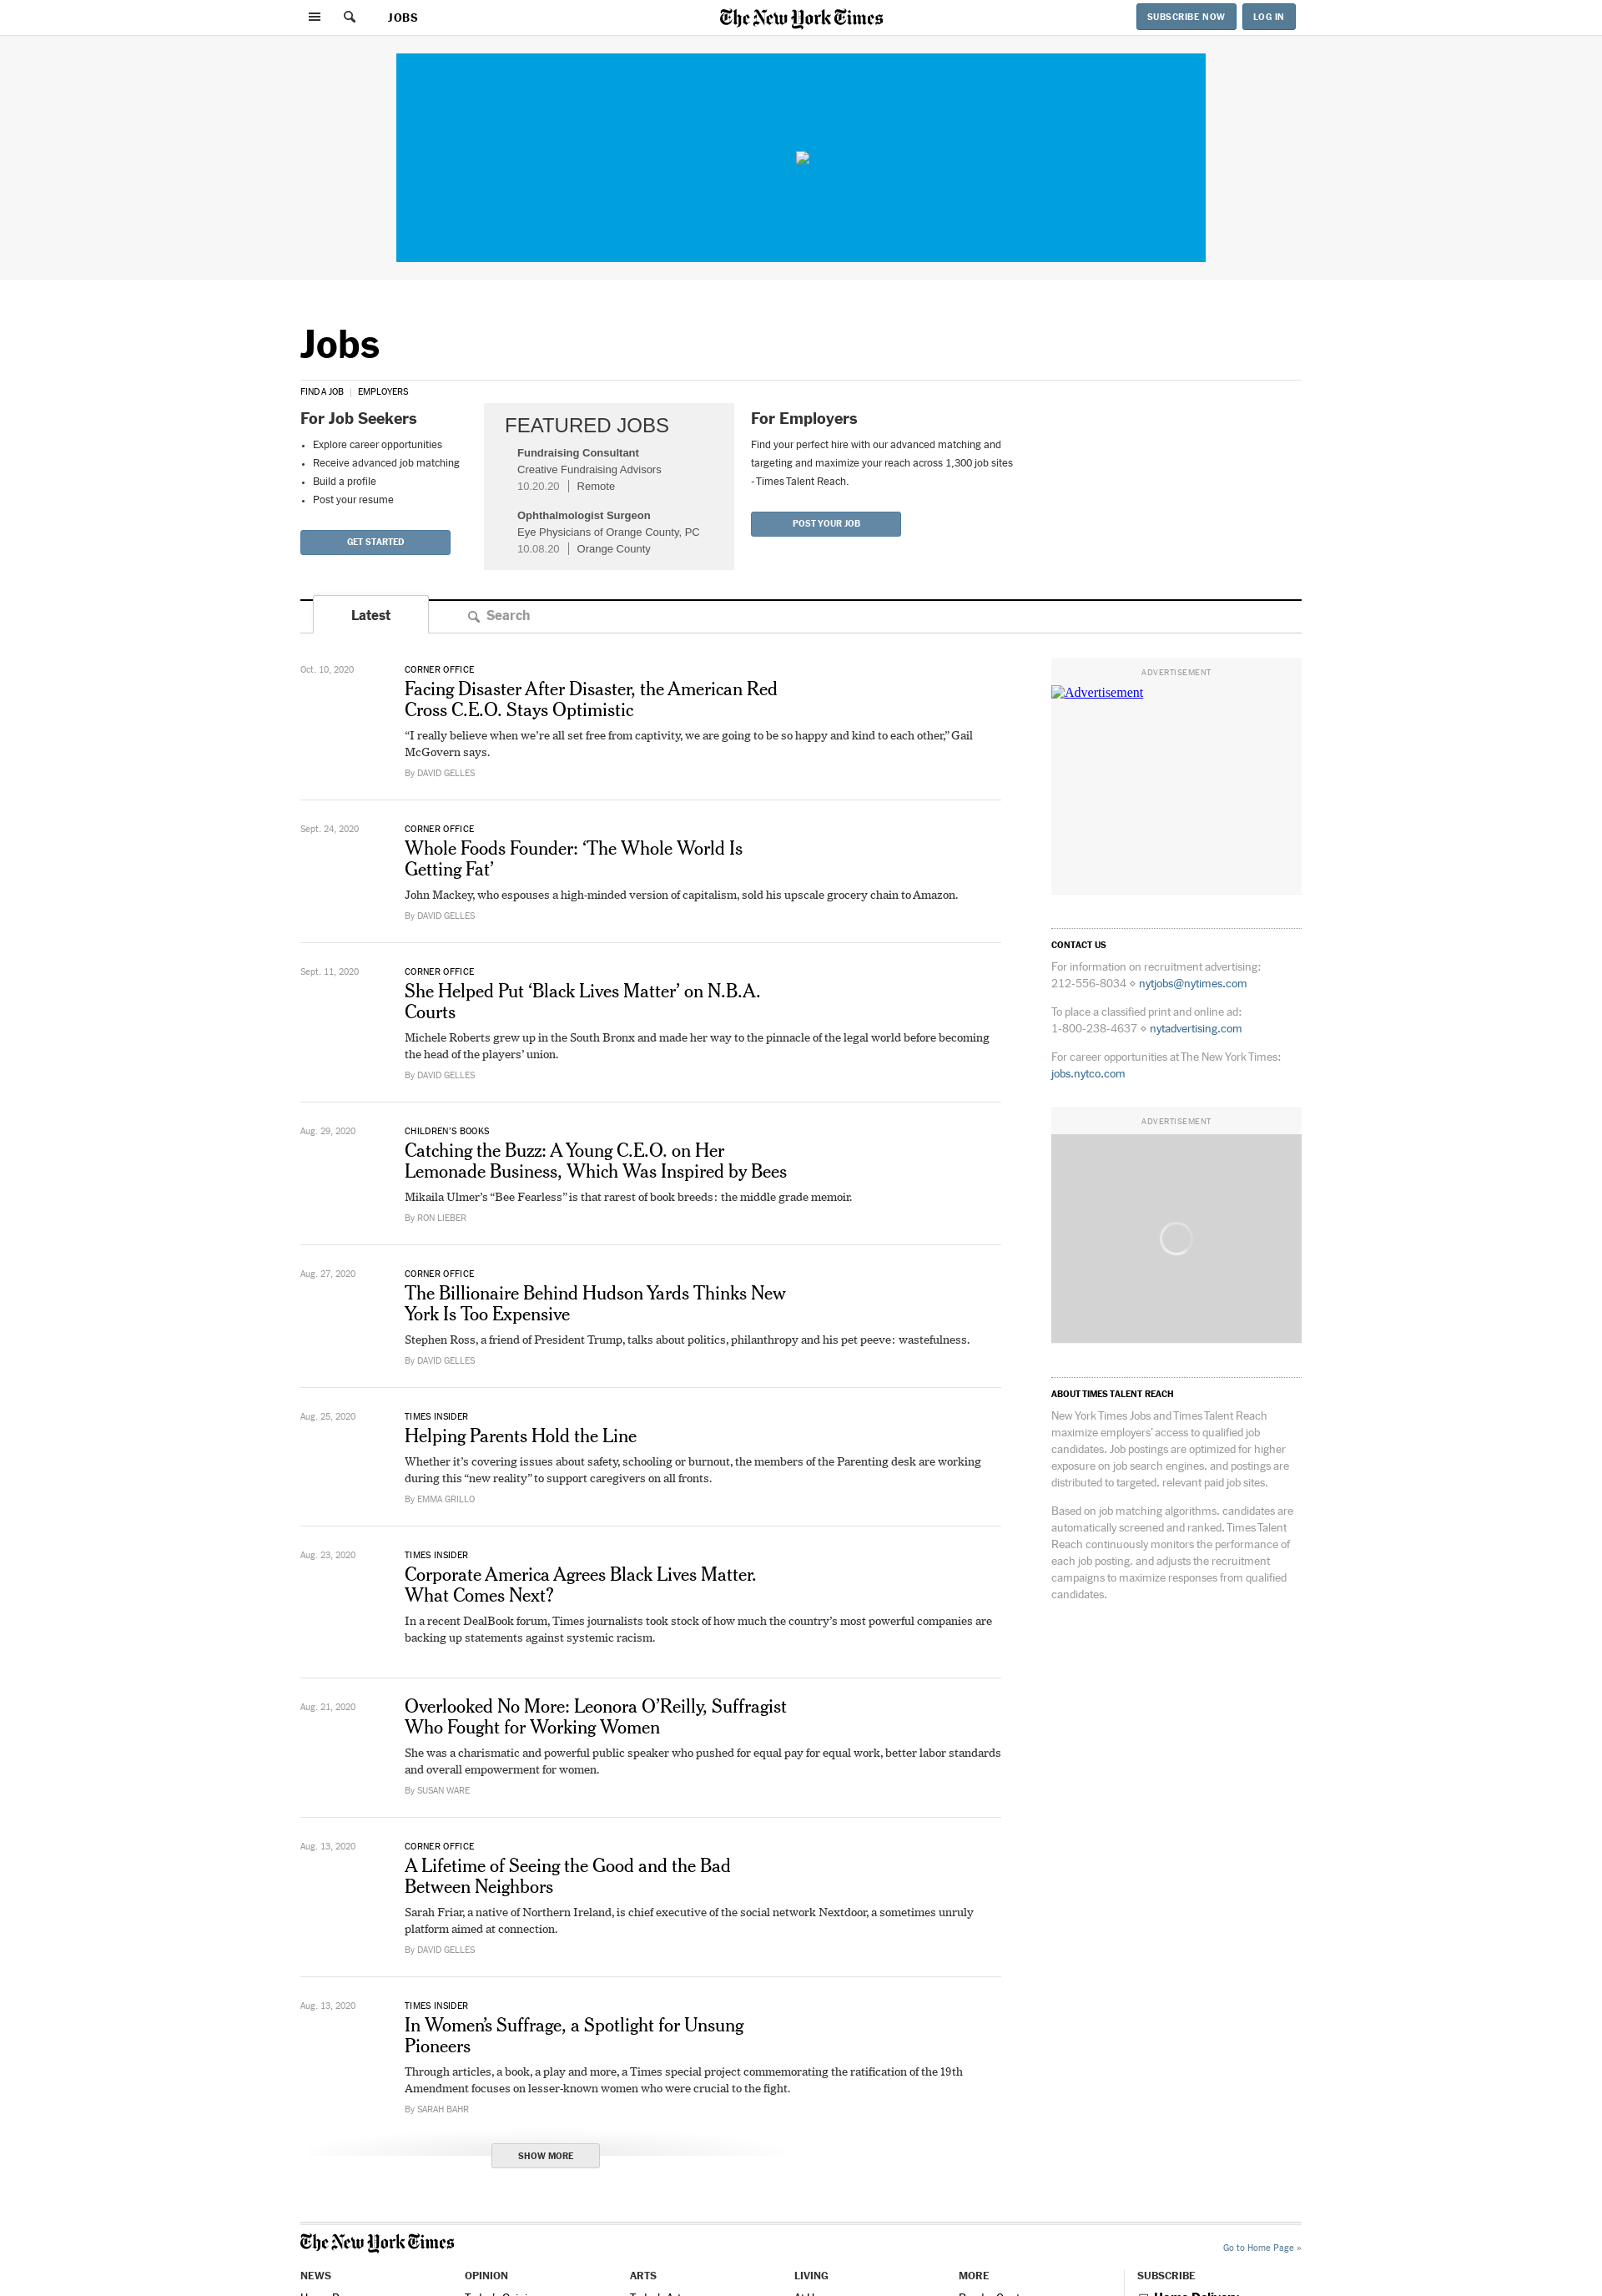 JOBS
The New York Times
SUBSCRIBE NOW
LOG IN
Jobs
FIND A JOB | EMPLOYERS
For Job Seekers
• Explore career opportunities
• Receive advanced job matching
• Build a profile
• Post your resume
GET STARTED
FEATURED JOBS
Fundraising Consultant
Creative Fundraising Advisors
10.20.20 | Remote
Ophthalmologist Surgeon
Eye Physicians of Orange County, PC
10.08.20 | Orange County
For Employers
Find your perfect hire with our advanced matching and
targeting and maximize your reach across 1,300 job sites
- Times Talent Reach.
POST YOUR JOB
Latest
Search
Oct. 10, 2020
CORNER OFFICE
Facing Disaster After Disaster, the American Red
Cross C.E.O. Stays Optimistic
“I really believe when we’re all set free from captivity, we are going to be so happy and kind to each other,” Gail
McGovern says.
By DAVID GELLES
Sept. 24, 2020
CORNER OFFICE
Whole Foods Founder: ‘The Whole World Is
Getting Fat’
John Mackey, who espouses a high-minded version of capitalism, sold his upscale grocery chain to Amazon.
By DAVID GELLES
Sept. 11, 2020
CORNER OFFICE
She Helped Put ‘Black Lives Matter’ on N.B.A.
Courts
Michele Roberts grew up in the South Bronx and made her way to the pinnacle of the legal world before becoming
the head of the players’ union.
By DAVID GELLES
Aug. 29, 2020
CHILDREN’S BOOKS
Catching the Buzz: A Young C.E.O. on Her
Lemonade Business, Which Was Inspired by Bees
Mikaila Ulmer’s “Bee Fearless” is that rarest of book breeds: the middle grade memoir.
By RON LIEBER
Aug. 27, 2020
CORNER OFFICE
The Billionaire Behind Hudson Yards Thinks New
York Is Too Expensive
Stephen Ross, a friend of President Trump, talks about politics, philanthropy and his pet peeve: wastefulness.
By DAVID GELLES
Aug. 25, 2020
TIMES INSIDER
Helping Parents Hold the Line
Whether it’s covering issues about safety, schooling or burnout, the members of the Parenting desk are working
during this “new reality” to support caregivers on all fronts.
By EMMA GRILLO
Aug. 23, 2020
TIMES INSIDER
Corporate America Agrees Black Lives Matter.
What Comes Next?
In a recent DealBook forum, Times journalists took stock of how much the country’s most powerful companies are
backing up statements against systemic racism.
Aug. 21, 2020
Overlooked No More: Leonora O’Reilly, Suffragist
Who Fought for Working Women
She was a charismatic and powerful public speaker who pushed for equal pay for equal work, better labor standards
and overall empowerment for women.
By SUSAN WARE
Aug. 13, 2020
CORNER OFFICE
A Lifetime of Seeing the Good and the Bad
Between Neighbors
Sarah Friar, a native of Northern Ireland, is chief executive of the social network Nextdoor, a sometimes unruly
platform aimed at connection.
By DAVID GELLES
Aug. 13, 2020
TIMES INSIDER
In Women’s Suffrage, a Spotlight for Unsung
Pioneers
Through articles, a book, a play and more, a Times special project commemorating the ratification of the 19th
Amendment focuses on lesser-known women who were crucial to the fight.
By SARAH BAHR
SHOW MORE
ADVERTISEMENT
Advertisement
CONTACT US
For information on recruitment advertising:
212-556-8034 ⋄ nytjobs@nytimes.com
To place a classified print and online ad:
1-800-238-4637 ⋄ nytadvertising.com
For career opportunities at The New York Times:
jobs.nytco.com
ADVERTISEMENT
ABOUT TIMES TALENT REACH
New York Times Jobs and Times Talent Reach
maximize employers’ access to qualified job
candidates. Job postings are optimized for higher
exposure on job search engines, and postings are
distributed to targeted, relevant paid job sites.
Based on job matching algorithms, candidates are
automatically screened and ranked. Times Talent
Reach continuously monitors the performance of
each job posting, and adjusts the recruitment
campaigns to maximize responses from qualified
candidates.
The New York Times
Go to Home Page »
NEWS
OPINION
ARTS
LIVING
MORE
SUBSCRIBE